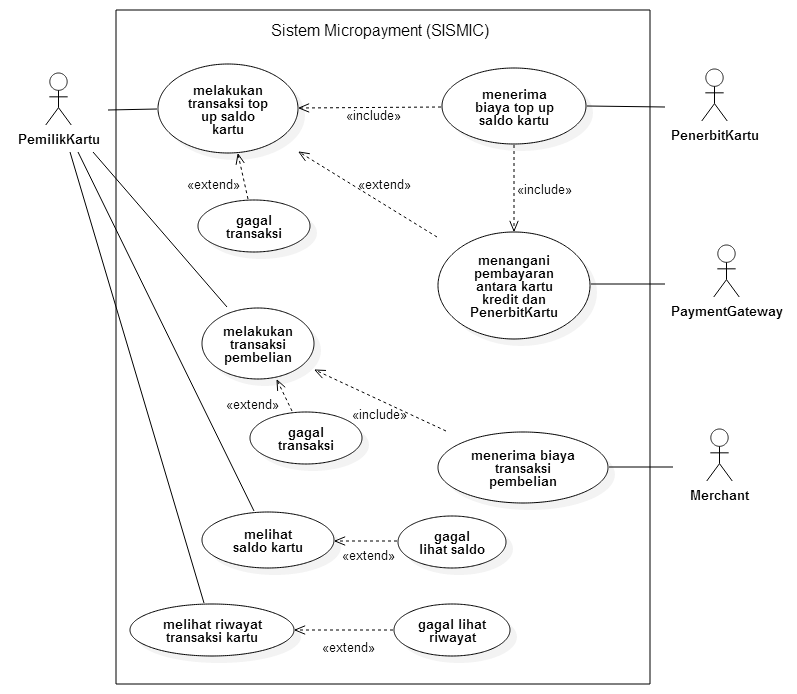 Sistem Micropayment (SISMIC)
PemilikKartu
melakukan
transaksi top
up saldo
kartu
«include»
menerima
biaya top up
saldo kartu
PenerbitKartu
«extend»
«extend»
«include»
gagal
transaksi
menangani
pembayaran
antara kartu
kredit dan
PenerbitKartu
PaymentGateway
melakukan
transaksi
pembelian
«extend»
«include»
gagal
transaksi
menerima biaya
transaksi
pembelian
Merchant
melihat
saldo kartu
«extend»
gagal
lihat saldo
melihat riwayat
transaksi kartu
«extend»
gagal lihat
riwayat